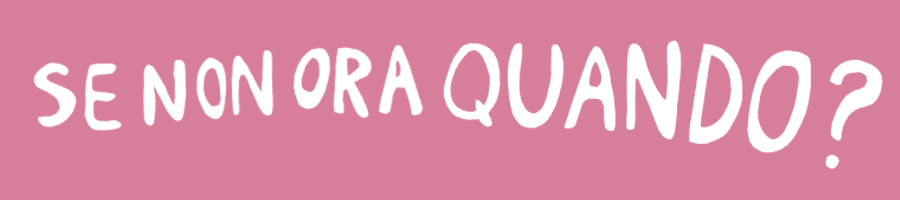 SE NON ORA QUANDO?